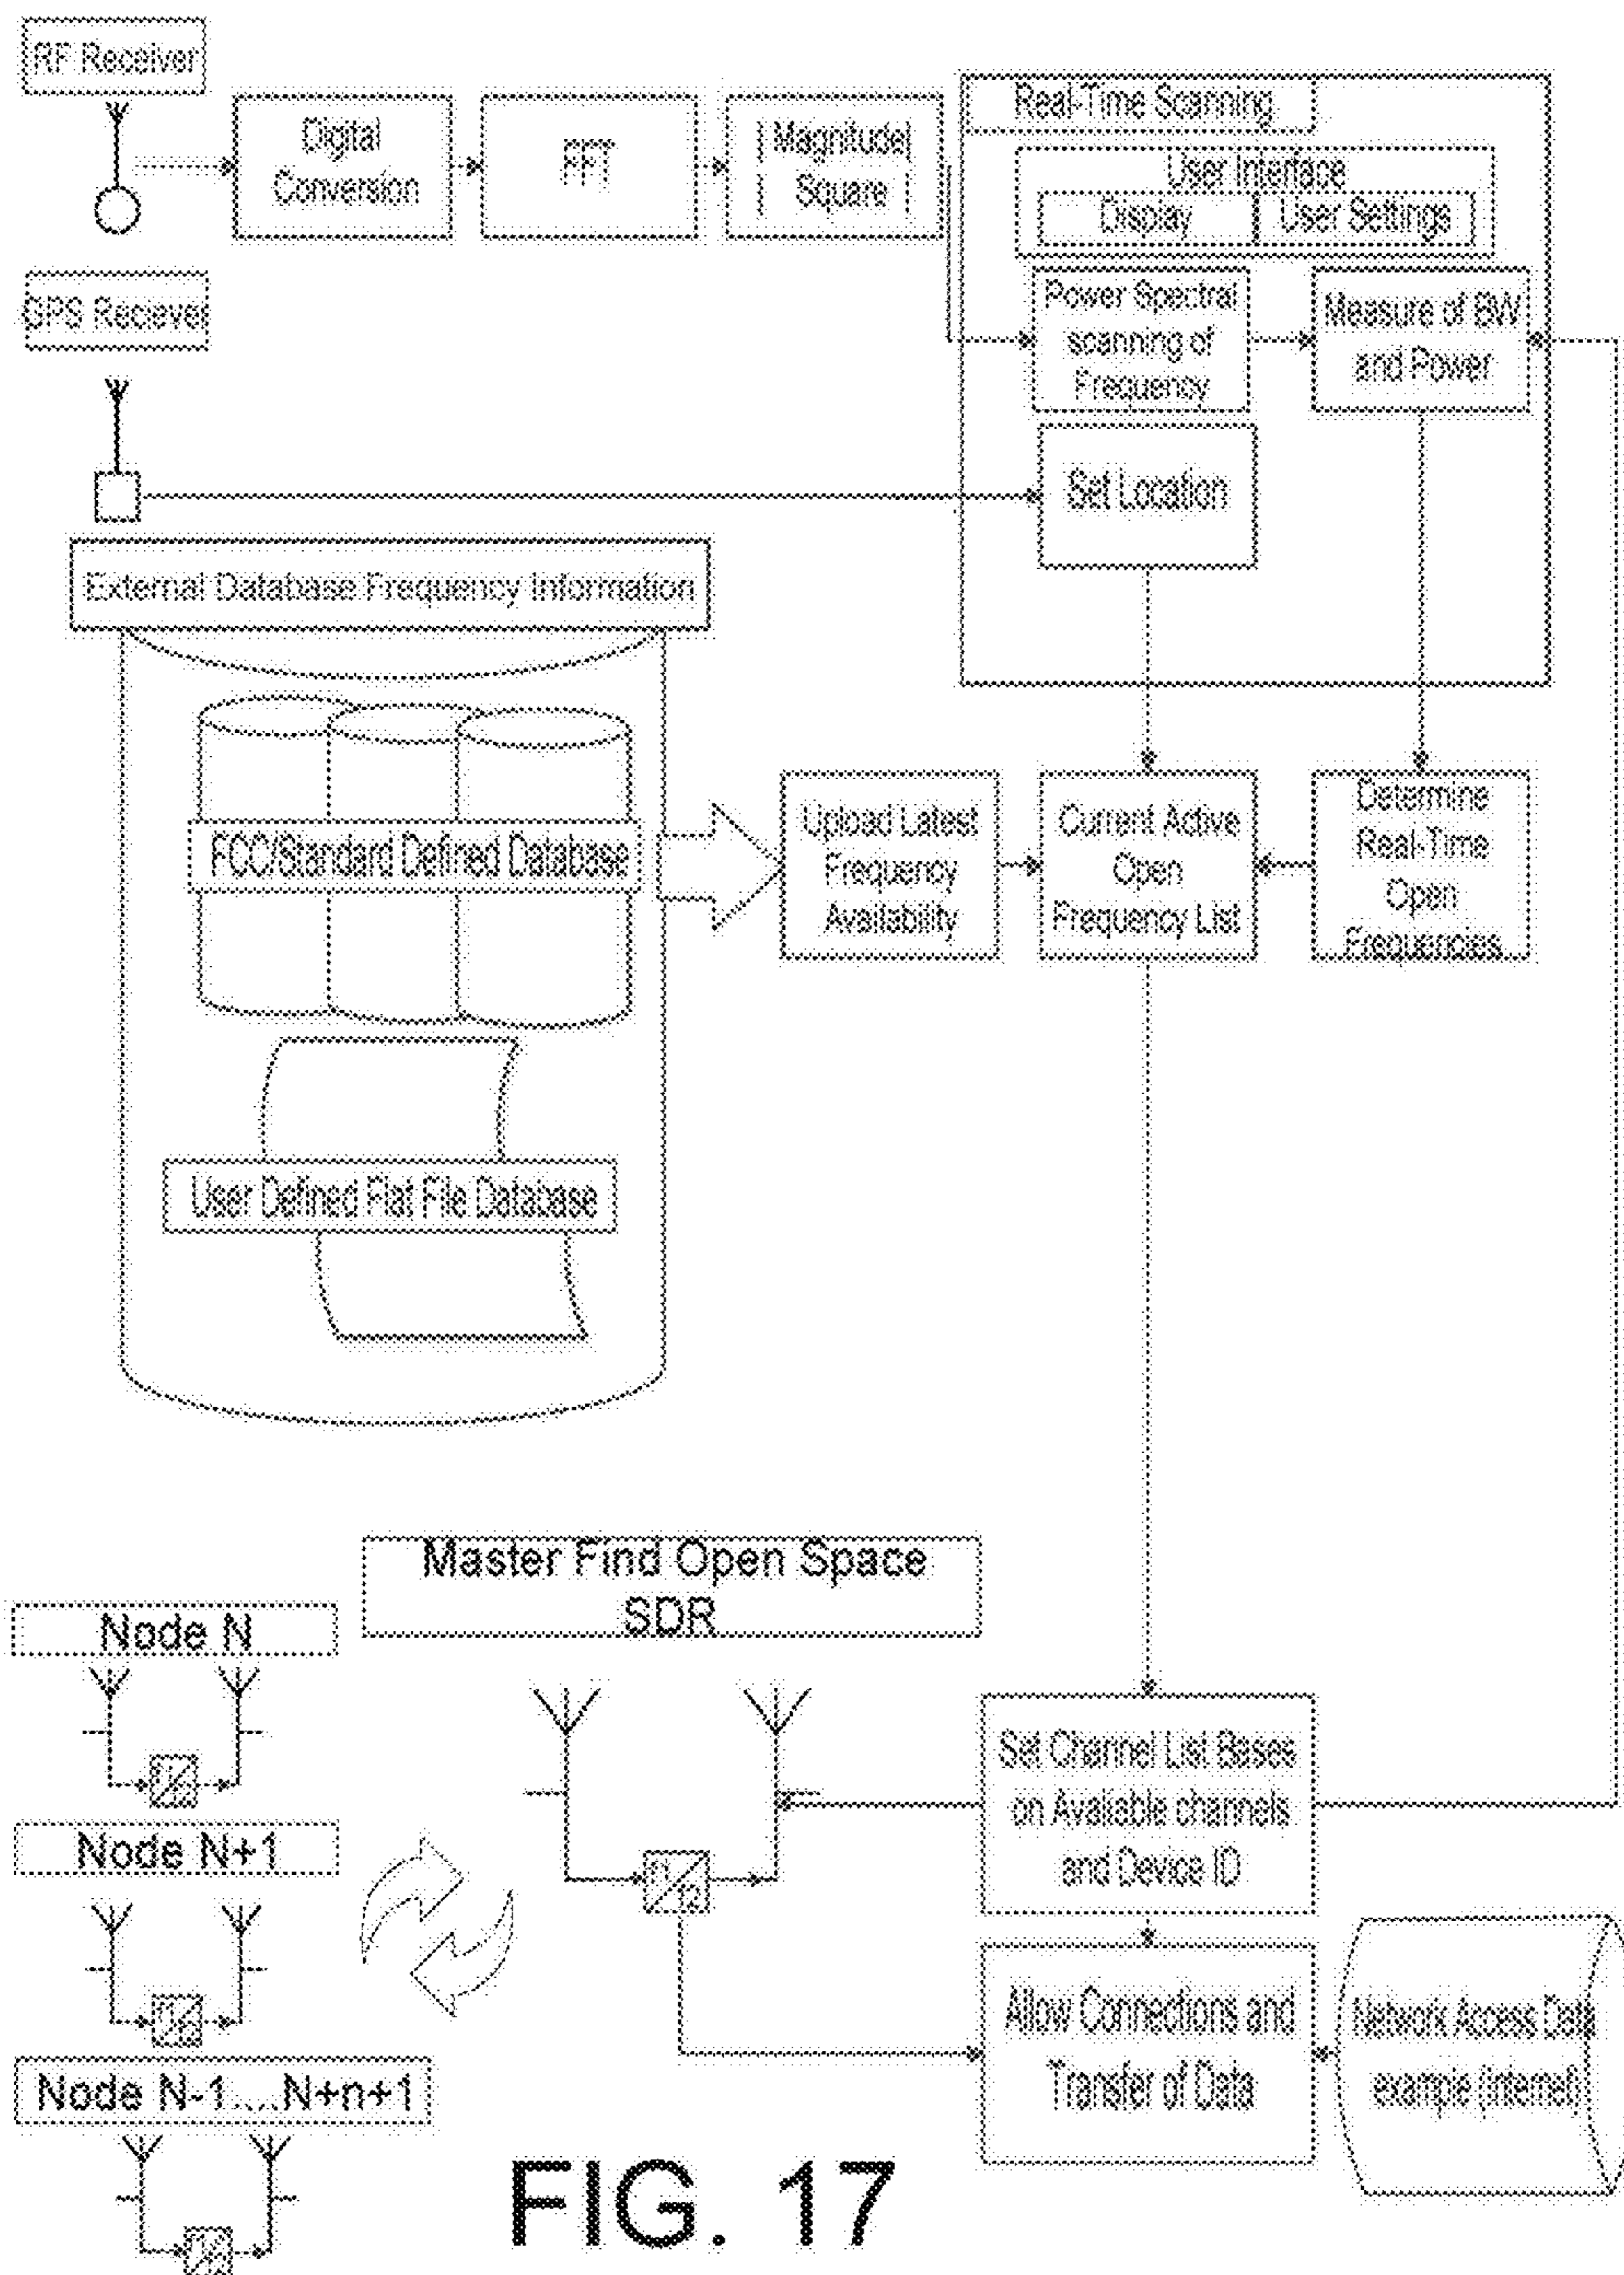 RF Receiver
Digital
Conversion
FFT
| Magnitude|
| Square |
Real-Time Scanning
User Interface
Display
User Settings
GPS Reciever
Power Spectral
scanning of
Frequency
Measure of BW
and Power
Set Location
External Database Frequency Information
FCC/Standard Defined Database
Upload Latest
Frequency
Availability
Current Active
Open
Frequency List
Determine
Real-Time
Open
Frequencies
User Defined Flat File Database
Master Find Open Space
SDR
Node N
Set Channel List Bases
on Available channels
and Device ID
Node N+1
f1
f2
Allow Connections and
Transfer of Data
Network Access Data
example (internet)
Node N-1....N+n+1
FIG. 17